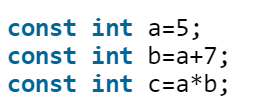 const int a=5;
const int b=a+7;
const int c=a*b;